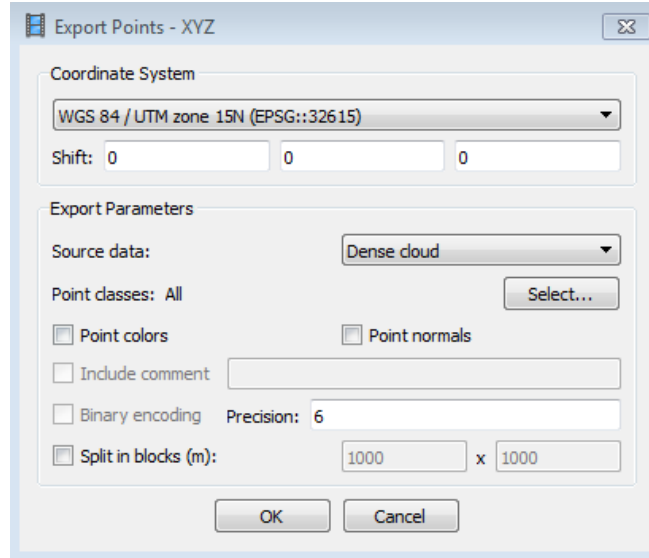 Export Points - XYZ
Coordinate System
WGS 84 / UTM zone 15N (EPSG::32615)
Shift: 0 0 0
Export Parameters
Source data: Dense cloud
Point classes: All Select...
Point colors Point normals
Include comment
Binary encoding Precision: 6
Split in blocks (m): 1000 x 1000
OK Cancel